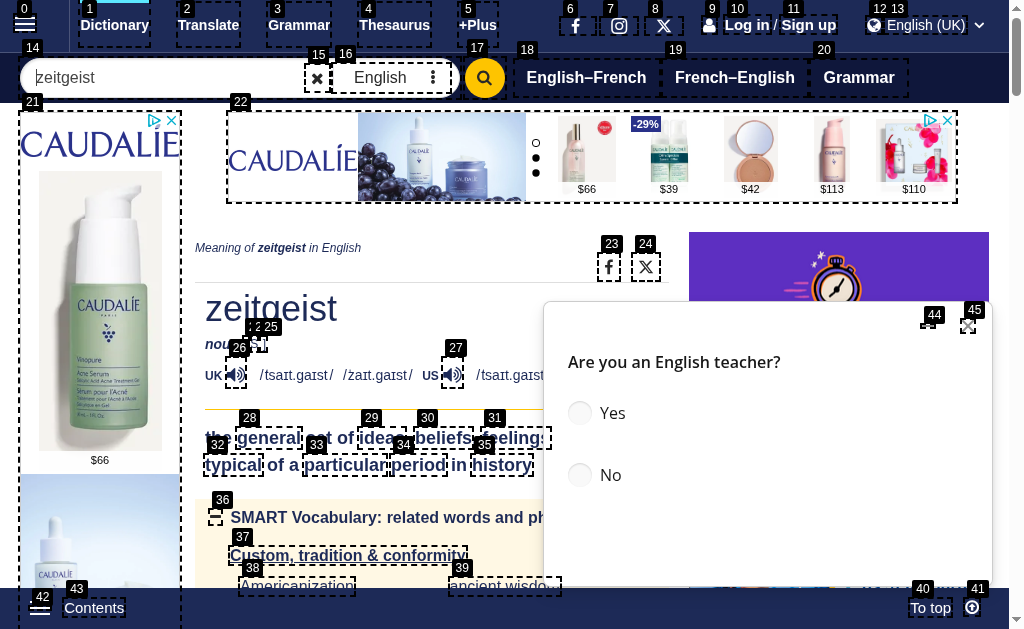 0 1 2 3 4 5 6 7 8 9 10 11 12 13
Dictionary Translate Grammar Thesaurus +Plus Log in / Sign up English (UK)
14 15 16 17 18 19 20
zeitgeist English English–French French–English Grammar
21 22
CAUDALÍE
CAUDALÍE
-29%
$66 $39 $42 $113 $110
CAUDALÍE
PARIS
Vinopure
$66
Meaning of zeitgeist in English
23 24
zeitgeist
25
noun
26 27
UK /ˈtsaɪt.ɡaɪst/ /ˈzaɪt.ɡaɪst/ US /ˈtsaɪt.ɡaɪst
28 29 30 31
the general set of ideas, beliefs, feelings
32 33 34 35
typical of a particular period in history
36
SMART Vocabulary: related words and ph
37
Custom, tradition & conformity
38 39
Americanization ancient wisdom
44 45
Are you an English teacher?
Yes
No
42 43 40 41
Contents To top